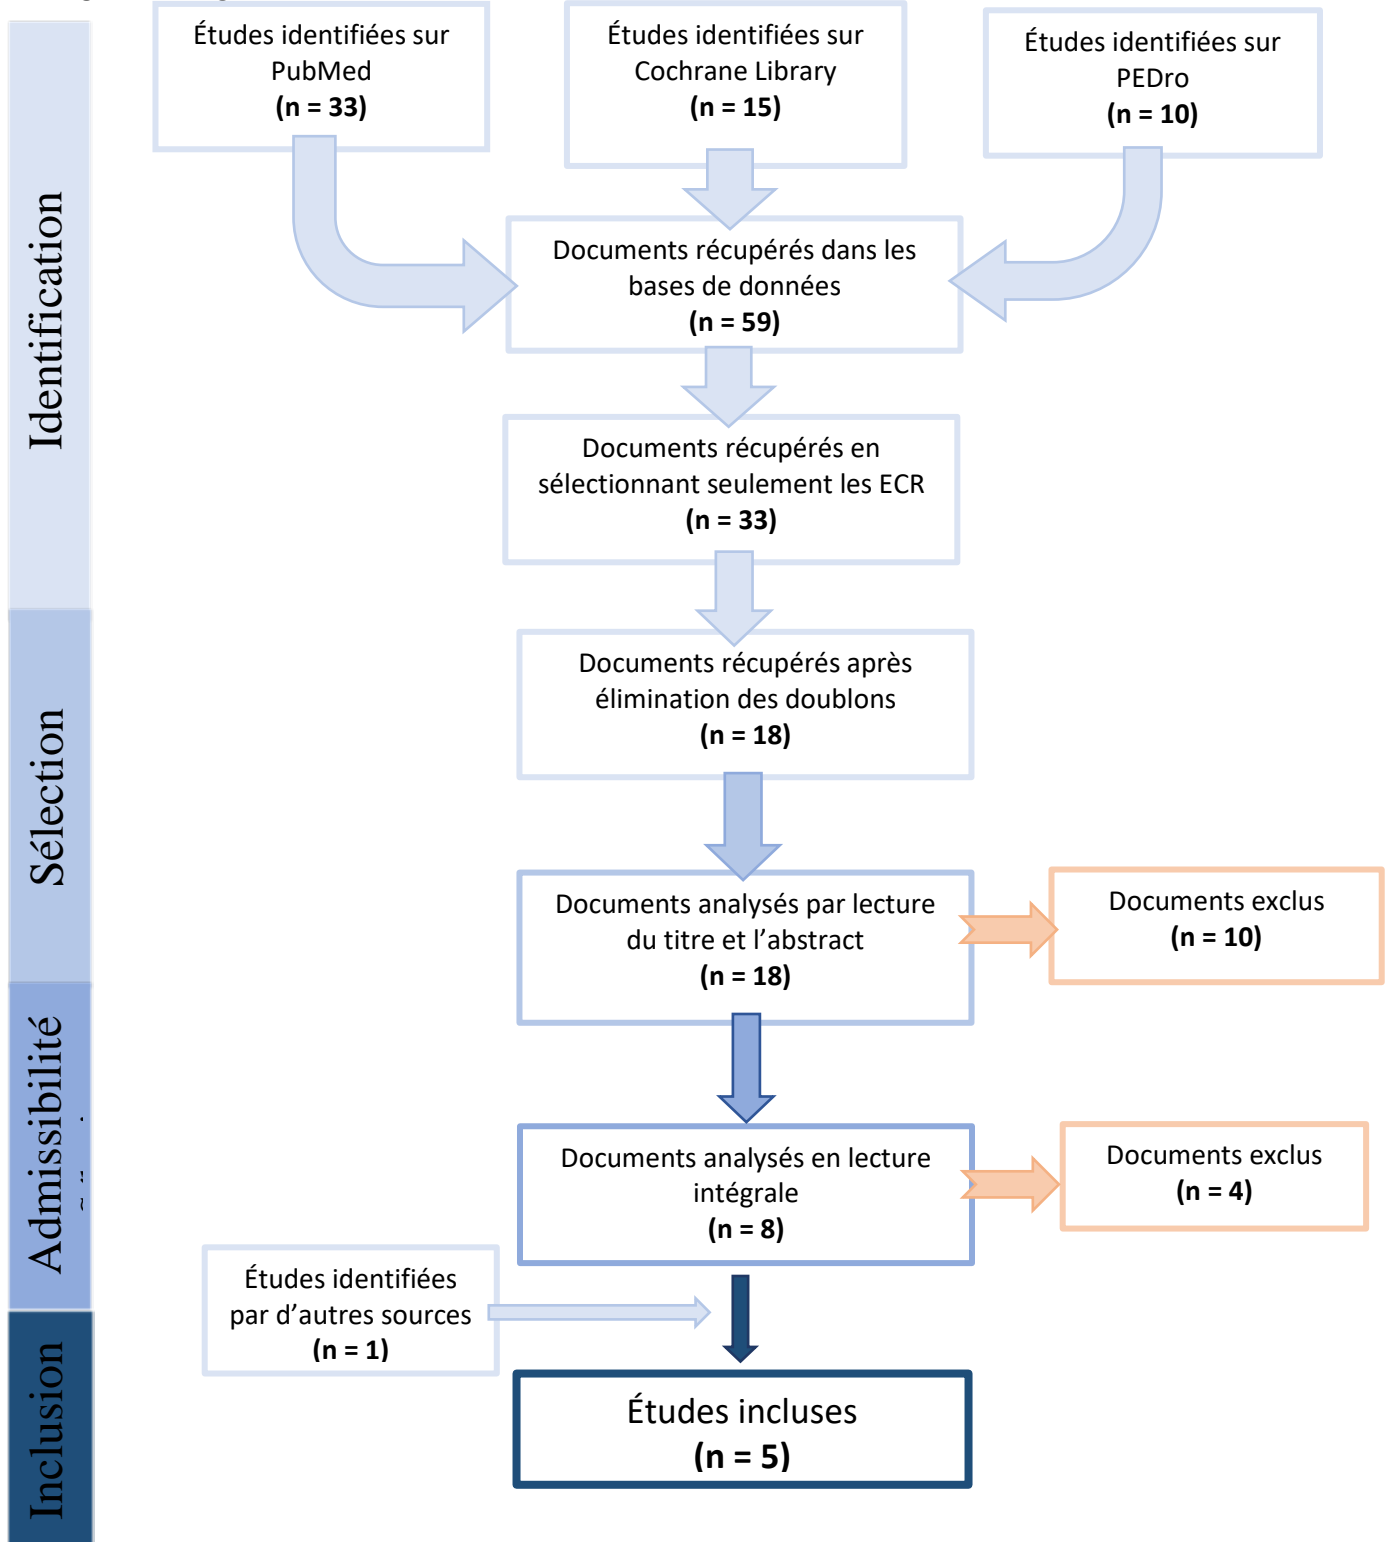 Études identifiées sur
PubMed
(n = 33)
Études identifiées sur
Cochrane Library
(n = 15)
Études identifiées sur
PEDro
(n = 10)
Identification
Documents récupérés dans les
bases de données
(n = 59)
Documents récupérés en
sélectionnant seulement les ECR
(n = 33)
Sélection
Documents récupérés après
élimination des doublons
(n = 18)
Documents analysés par lecture
du titre et l’abstract
(n = 18)
Documents exclus
(n = 10)
Admissibilité
Documents analysés en lecture
intégrale
(n = 8)
Documents exclus
(n = 4)
Études identifiées
par d’autres sources
(n = 1)
Inclusion
Études incluses
(n = 5)